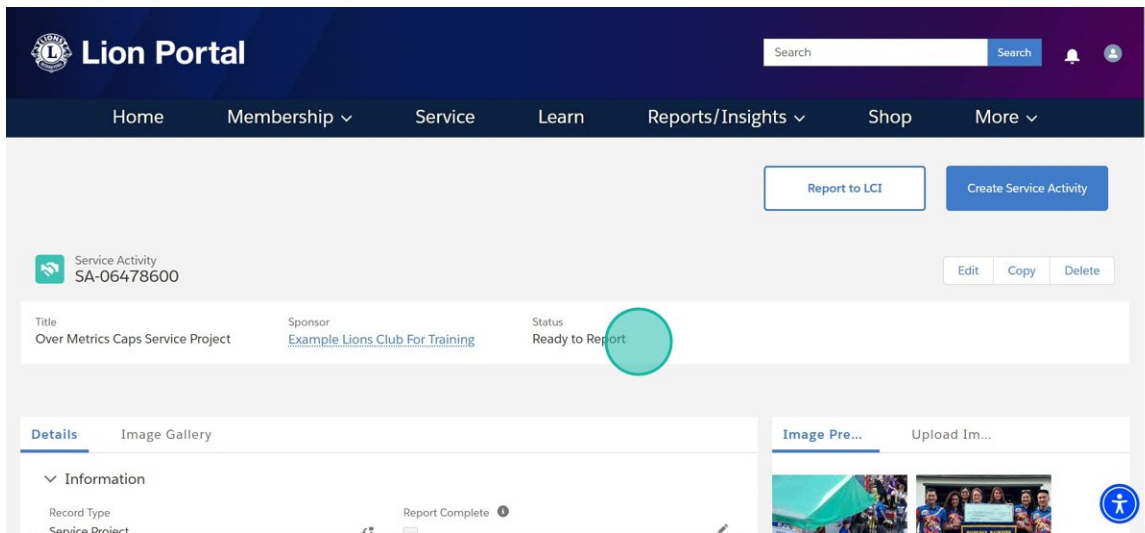 Lion Portal
Search
Search
Home Membership Service Learn Reports/Insights Shop More
Report to LCI
Create Service Activity
Service Activity
SA-06478600
Edit Copy Delete
Title Sponsor Status
Over Metrics Caps Service Project Example Lions Club For Training Ready to Report
Details Image Gallery
Image Pre... Upload Im...
Information
Record Type Report Complete
Service Project